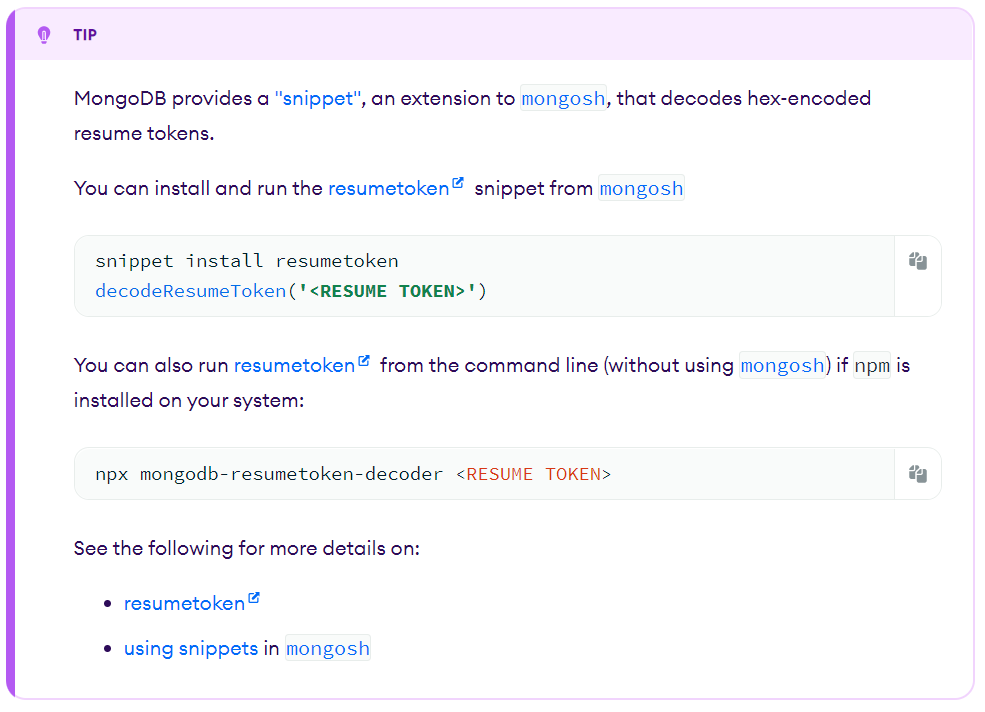 TIP
MongoDB provides a "snippet", an extension to mongosh, that decodes hex-encoded
resume tokens.
You can install and run the resumetoken snippet from mongosh
snippet install resumetoken
decodeResumeToken('<RESUME TOKEN>')
You can also run resumetoken from the command line (without using mongosh) if npm is
installed on your system:
npx mongodb-resumetoken-decoder <RESUME TOKEN>
See the following for more details on:
• resumetoken
• using snippets in mongosh